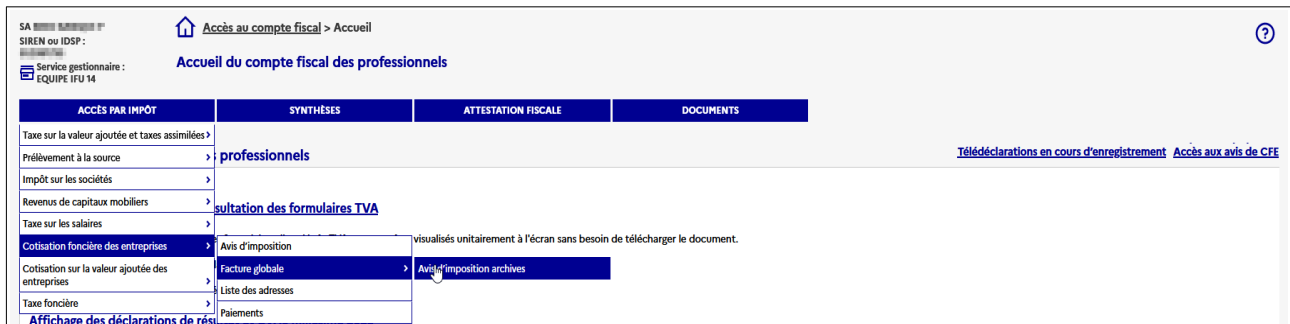 SA
SIREN ou IDSP :
Service gestionnaire :
EQUIPE IFU 14
Accès au compte fiscal > Accueil
?
Accueil du compte fiscal des professionnels
ACCÈS PAR IMPÔT SYNTHÈSES ATTESTATION FISCALE DOCUMENTS
Taxe sur la valeur ajoutée et taxes assimilées >
Prélèvement à la source > professionnels Télédéclarations en cours d'enregistrement Accès aux avis de CFE
Impôt sur les sociétés >
Revenus de capitaux mobiliers > sultation des formulaires TVA
Taxe sur les salaires >
Cotisation foncière des entreprises > Avis d'imposition visualisés unitairement à l'écran sans besoin de télécharger le document.
Cotisation sur la valeur ajoutée des
entreprises > Facture globale > Avis d'imposition archives
Liste des adresses
Taxe foncière > Paiements
Affichage des déclarations de rés